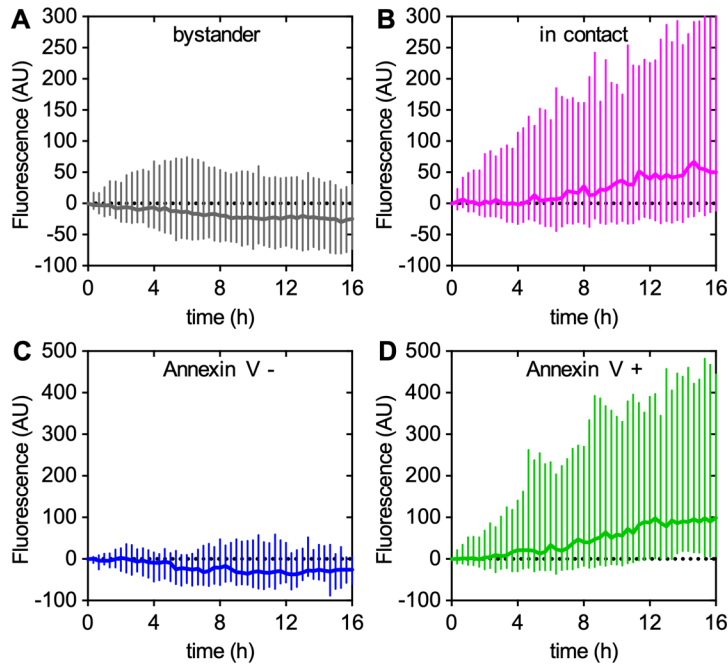 A
bystander
Fluorescence (AU)
300
250
200
150
100
50
0
-50
-100
0 4 8 12 16
time (h)
B
in contact
Fluorescence (AU)
300
250
200
150
100
50
0
-50
-100
0 4 8 12 16
time (h)
C
Annexin V -
Fluorescence (AU)
500
400
300
200
100
0
-100
0 4 8 12 16
time (h)
D
Annexin V +
Fluorescence (AU)
500
400
300
200
100
0
-100
0 4 8 12 16
time (h)